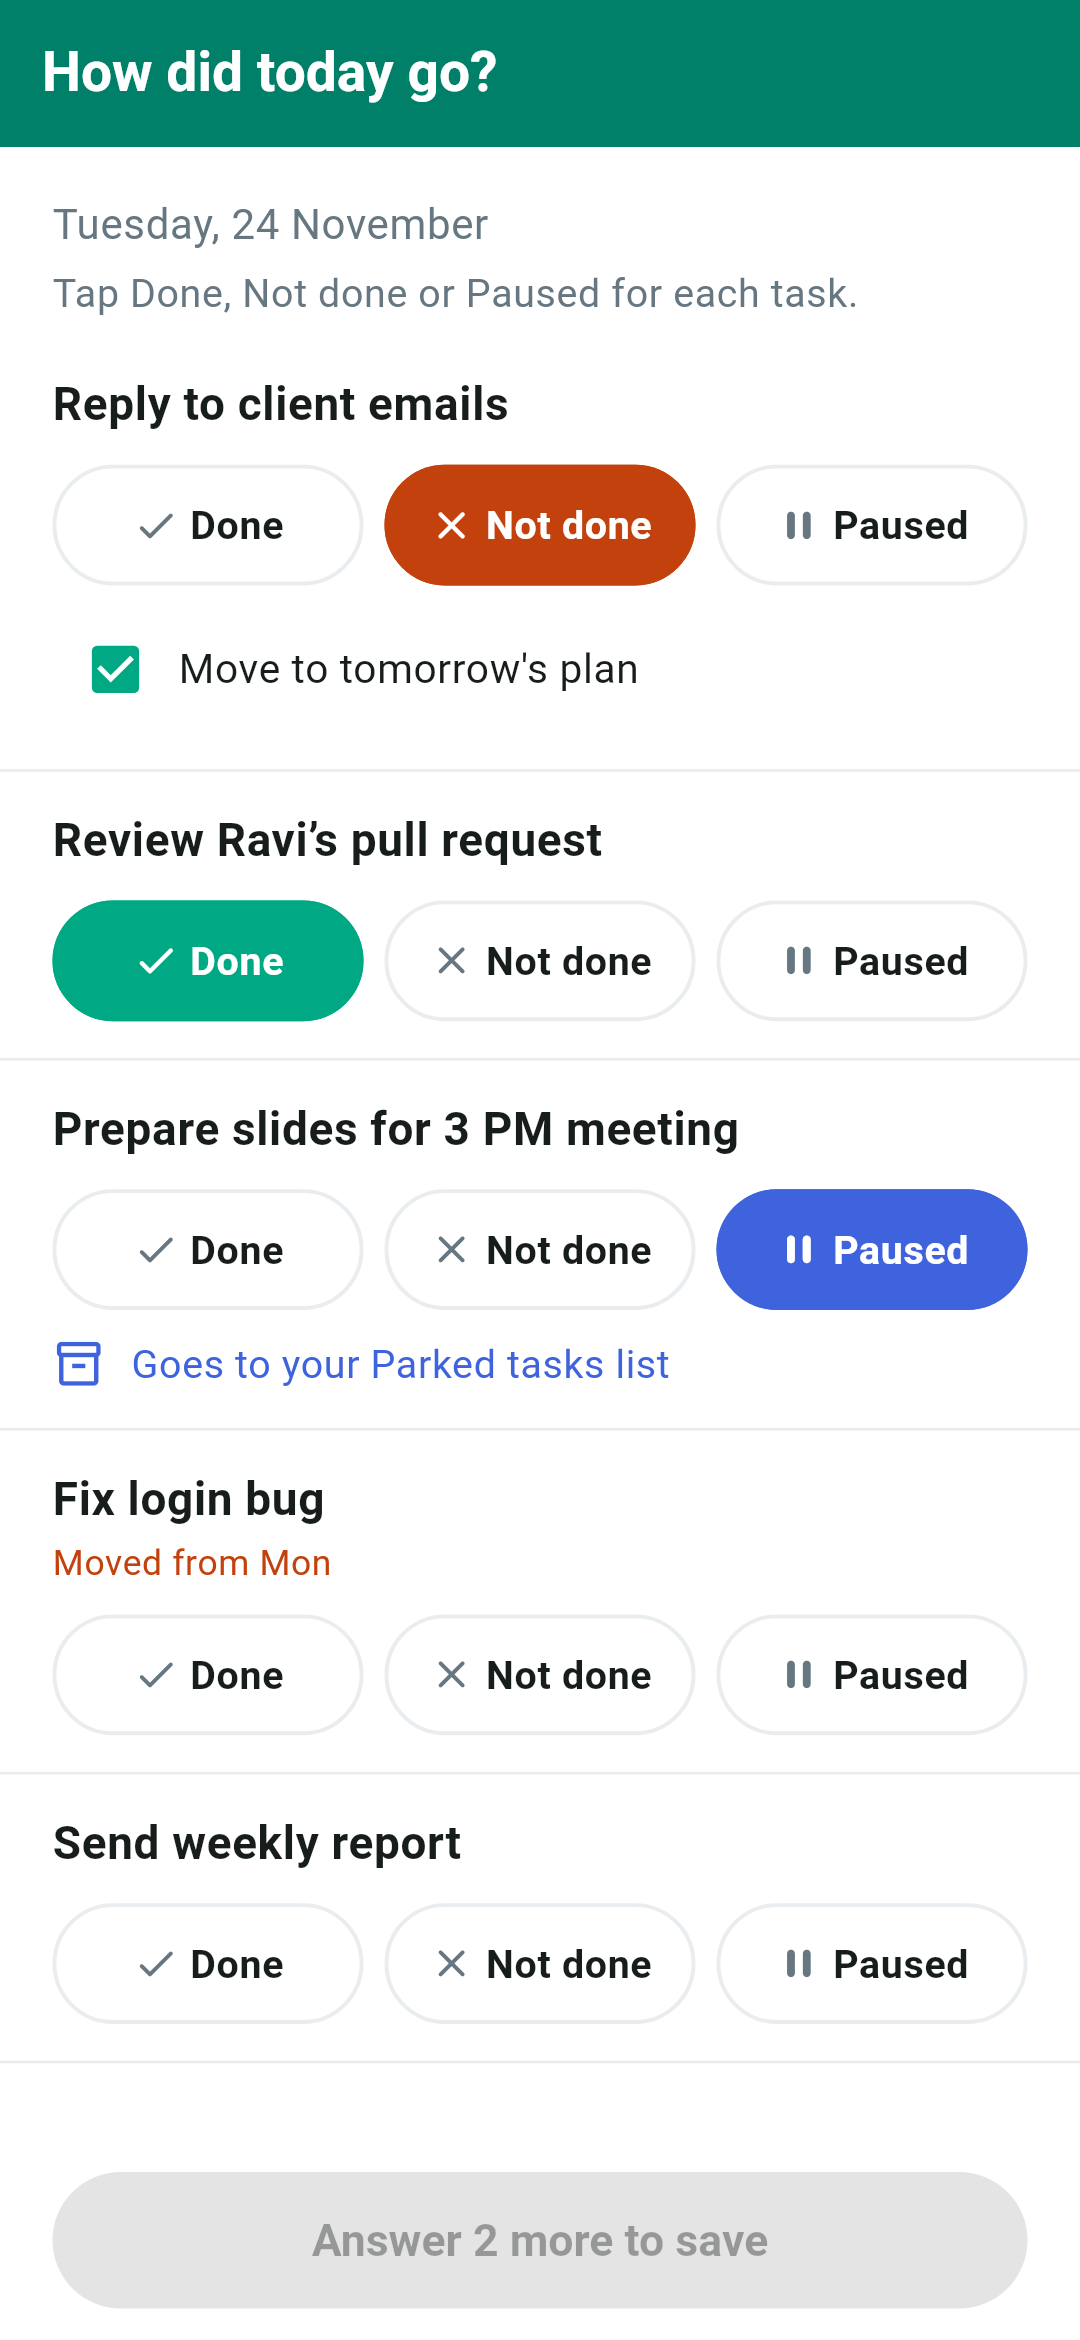 How did today go?
Tuesday, 24 November
Tap Done, Not done or Paused for each task.
Reply to client emails
Done Not done Paused
Move to tomorrow's plan
Review Ravi’s pull request
Done Not done Paused
Prepare slides for 3 PM meeting
Done Not done Paused
Goes to your Parked tasks list
Fix login bug
Moved from Mon
Done Not done Paused
Send weekly report
Done Not done Paused
Answer 2 more to save